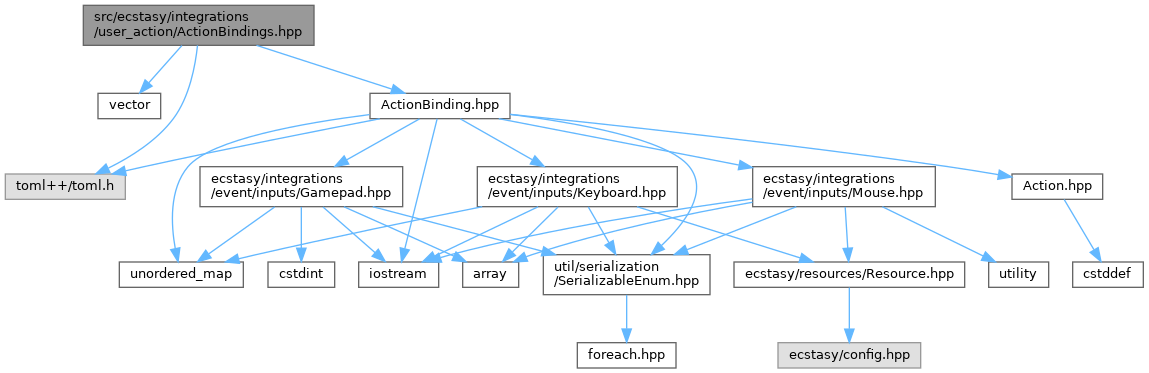 src/ecstasy/integrations
/user_action/ActionBindings.hpp
vector
ActionBinding.hpp
toml++/toml.h
ecstasy/integrations
/event/inputs/Gamepad.hpp
ecstasy/integrations
/event/inputs/Keyboard.hpp
ecstasy/integrations
/event/inputs/Mouse.hpp
Action.hpp
unordered_map
cstdint
iostream
array
util/serialization
/SerializableEnum.hpp
ecstasy/resources/Resource.hpp
utility
cstddef
foreach.hpp
ecstasy/config.hpp